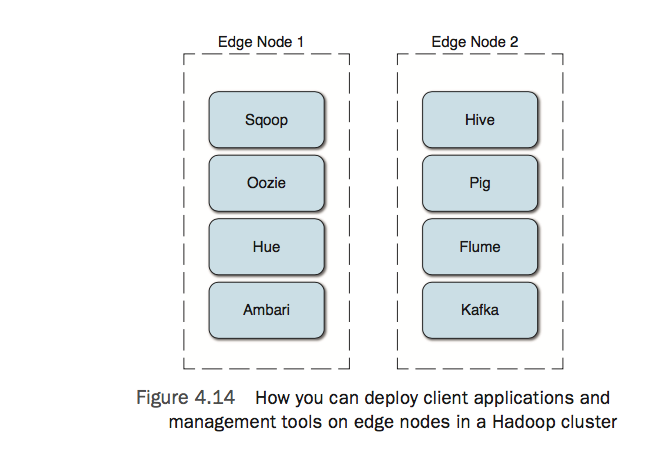 Edge Node 1
Sqoop
Oozie
Hue
Ambari
Edge Node 2
Hive
Pig
Flume
Kafka
Figure 4.14 How you can deploy client applications and
management tools on edge nodes in a Hadoop cluster